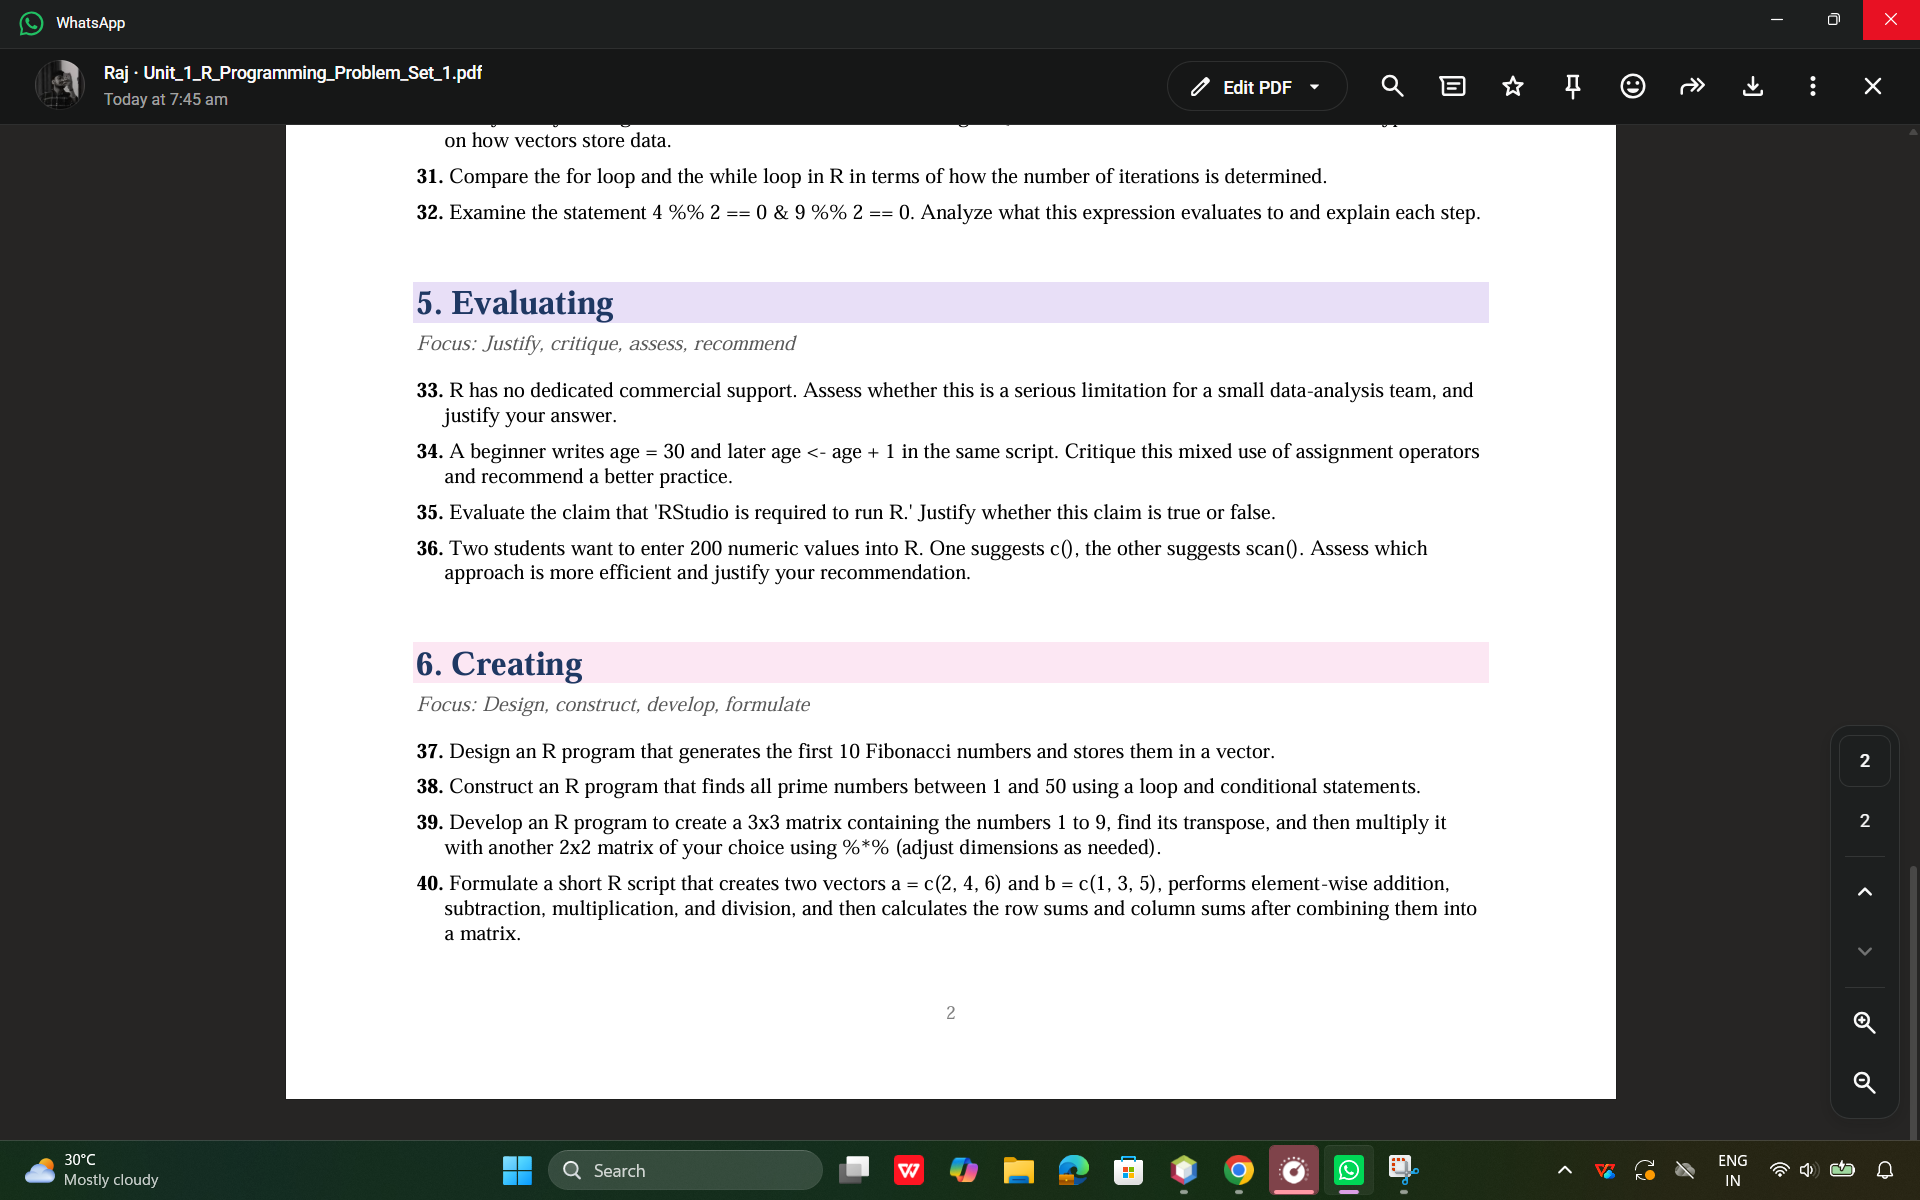 WhatsApp
Raj · Unit_1_R_Programming_Problem_Set_1.pdf
Today at 7:45 am
Edit PDF
on how vectors store data.
31. Compare the for loop and the while loop in R in terms of how the number of iterations is determined.
32. Examine the statement 4 %% 2 == 0 & 9 %% 2 == 0. Analyze what this expression evaluates to and explain each step.
5. Evaluating
Focus: Justify, critique, assess, recommend
33. R has no dedicated commercial support. Assess whether this is a serious limitation for a small data-analysis team, and
justify your answer.
34. A beginner writes age = 30 and later age <- age + 1 in the same script. Critique this mixed use of assignment operators
and recommend a better practice.
35. Evaluate the claim that 'RStudio is required to run R.' Justify whether this claim is true or false.
36. Two students want to enter 200 numeric values into R. One suggests c(), the other suggests scan(). Assess which
approach is more efficient and justify your recommendation.
6. Creating
Focus: Design, construct, develop, formulate
37. Design an R program that generates the first 10 Fibonacci numbers and stores them in a vector.
38. Construct an R program that finds all prime numbers between 1 and 50 using a loop and conditional statements.
39. Develop an R program to create a 3x3 matrix containing the numbers 1 to 9, find its transpose, and then multiply it
with another 2x2 matrix of your choice using %*% (adjust dimensions as needed).
40. Formulate a short R script that creates two vectors a = c(2, 4, 6) and b = c(1, 3, 5), performs element-wise addition,
subtraction, multiplication, and division, and then calculates the row sums and column sums after combining them into
a matrix.
2
2
2
30°C
Mostly cloudy
Search
ENG
IN